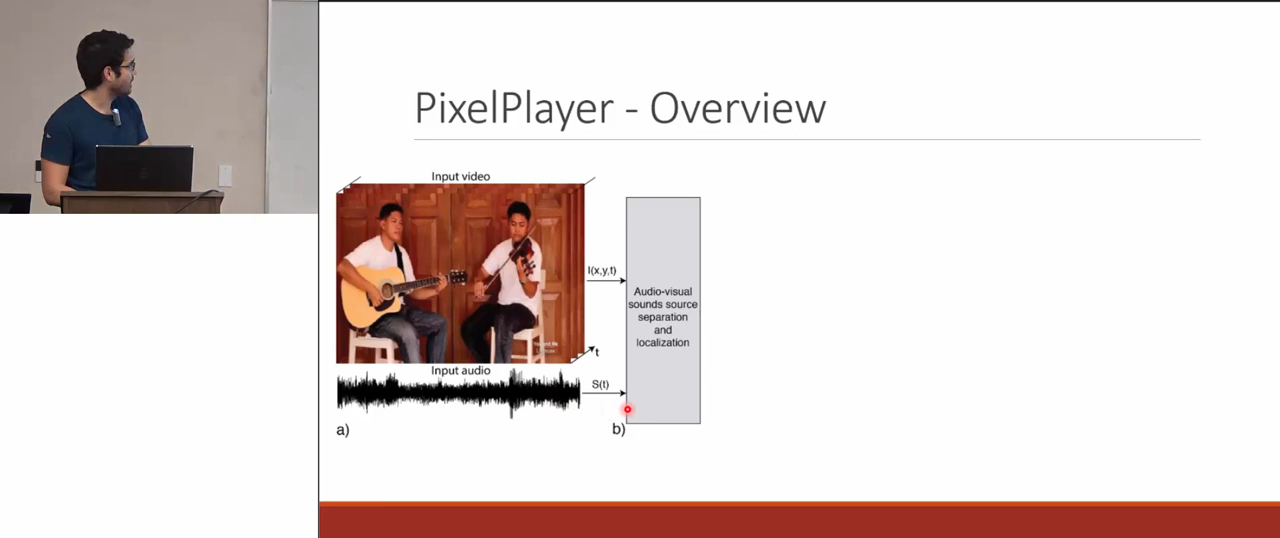 PixelPlayer - Overview
Input video
I(x,y,t)
Audio-visual
sounds source
separation
and
localization
t
Input audio
S(t)
a)
b)